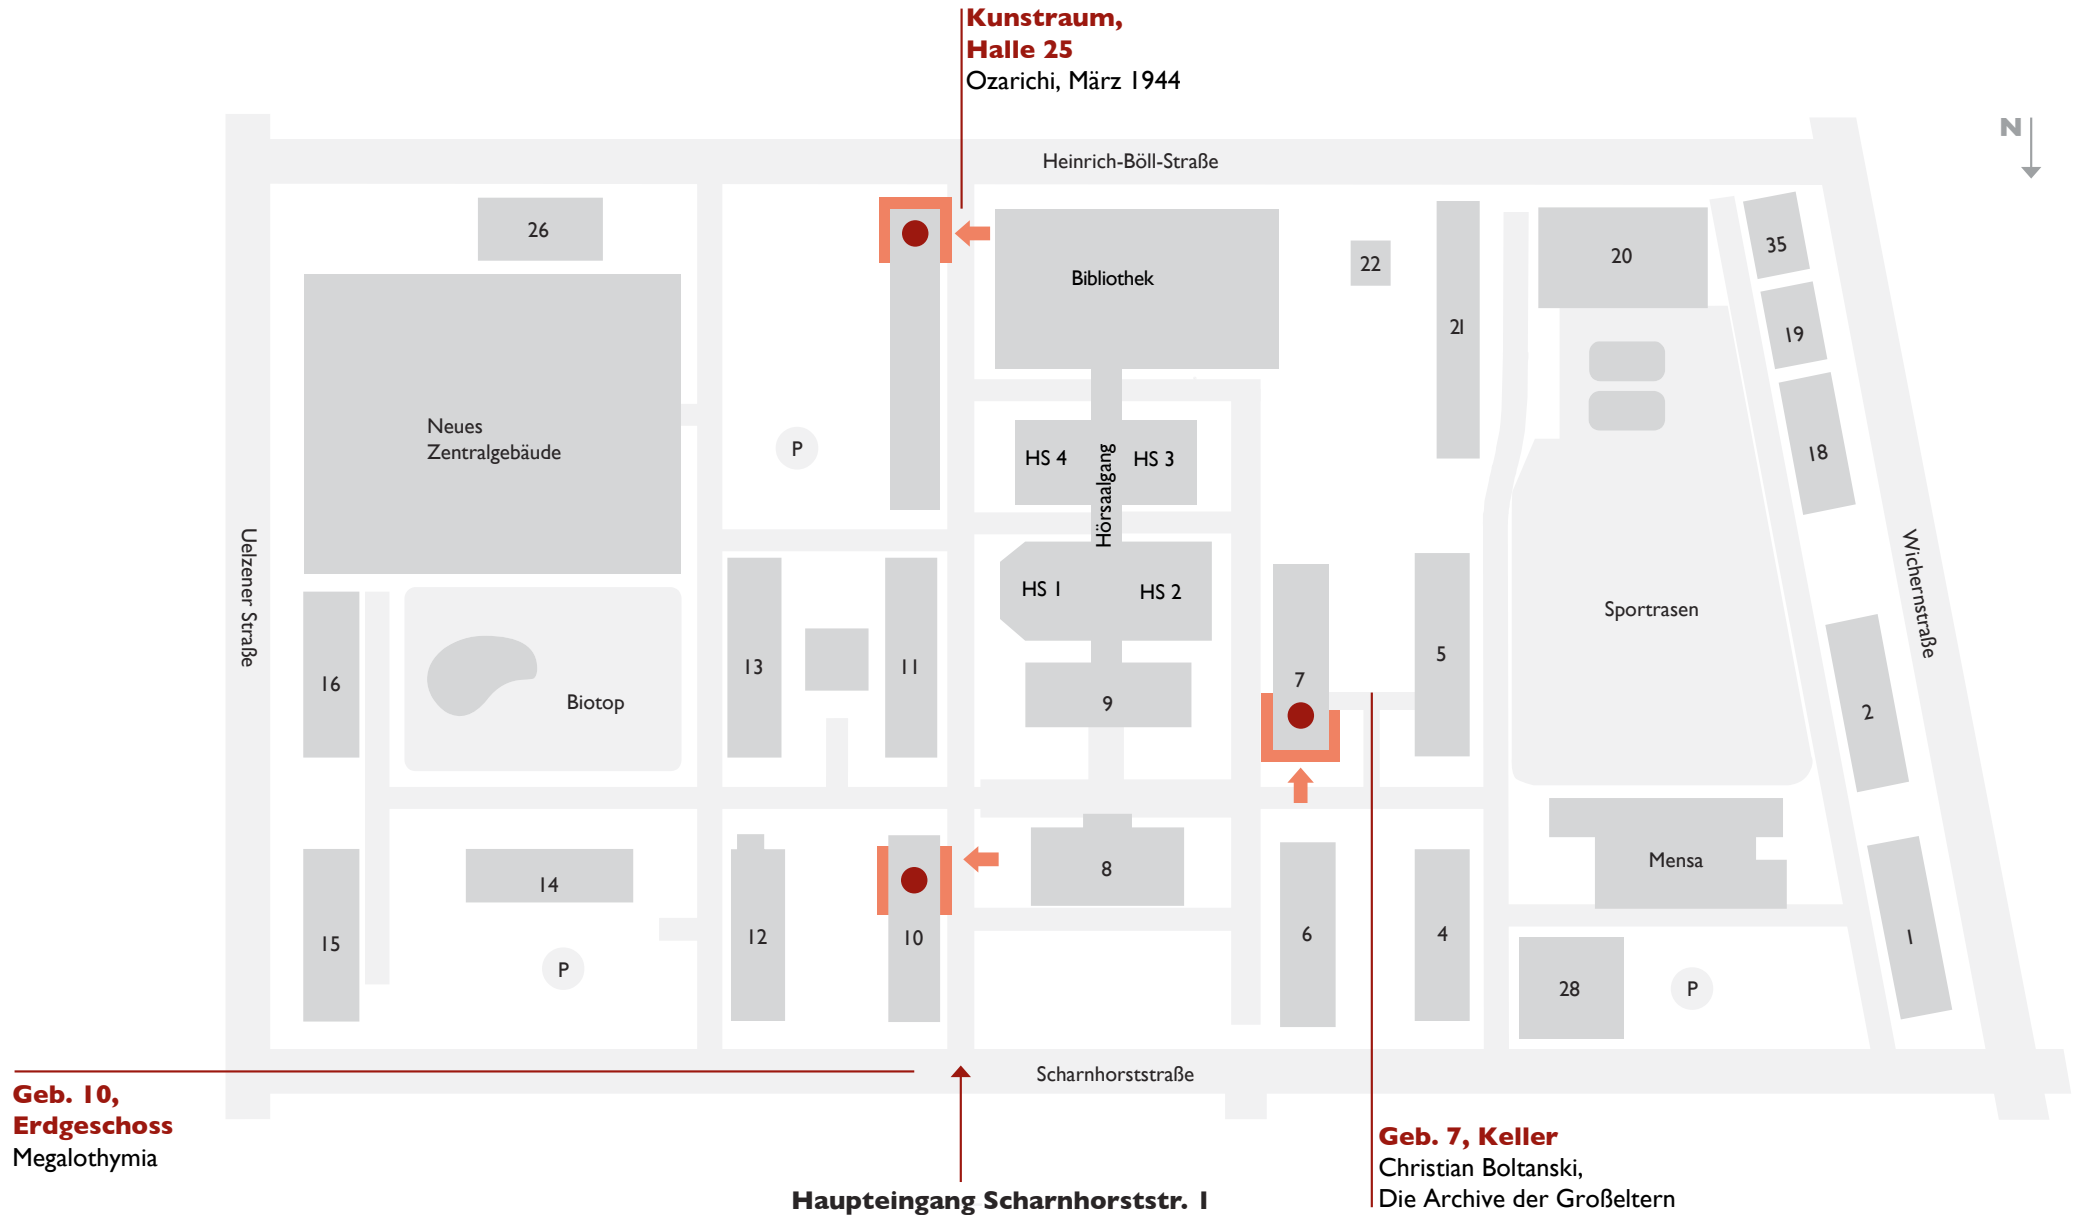 Kunstraum,
Halle 25
Ozarichi, März 1944
N
Heinrich-Böll-Straße
26
Bibliothek
22
21
20
35
19
18
Neues
Zentralgebäude
P
HS 4
HS 3
Hörsaalgang
Uelzener Straße
Wichernstraße
HS 1
HS 2
Sportrasen
16
Biotop
13
11
9
7
5
2
15
14
P
12
10
8
6
4
Mensa
28
P
1
Scharnhorststraße
Geb. 10,
Erdgeschoss
Megalothymia
Haupteingang Scharnhorststr. 1
Geb. 7, Keller
Christian Boltanski,
Die Archive der Großeltern